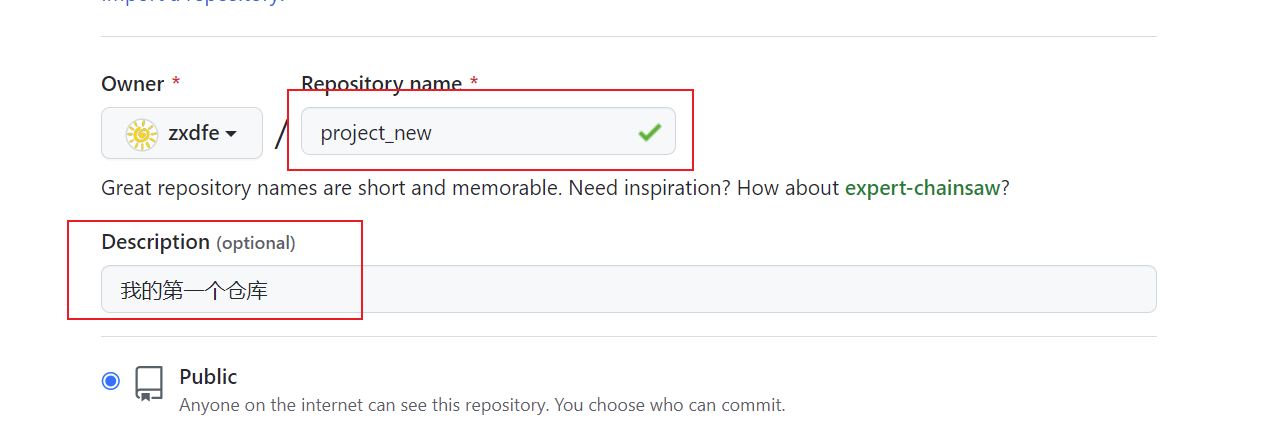 Import a repository.
Owner * Repository name *
zxdfe / project_new
Great repository names are short and memorable. Need inspiration? How about expert-chainsaw?
Description (optional)
我的第一个仓库
Public
Anyone on the internet can see this repository. You choose who can commit.